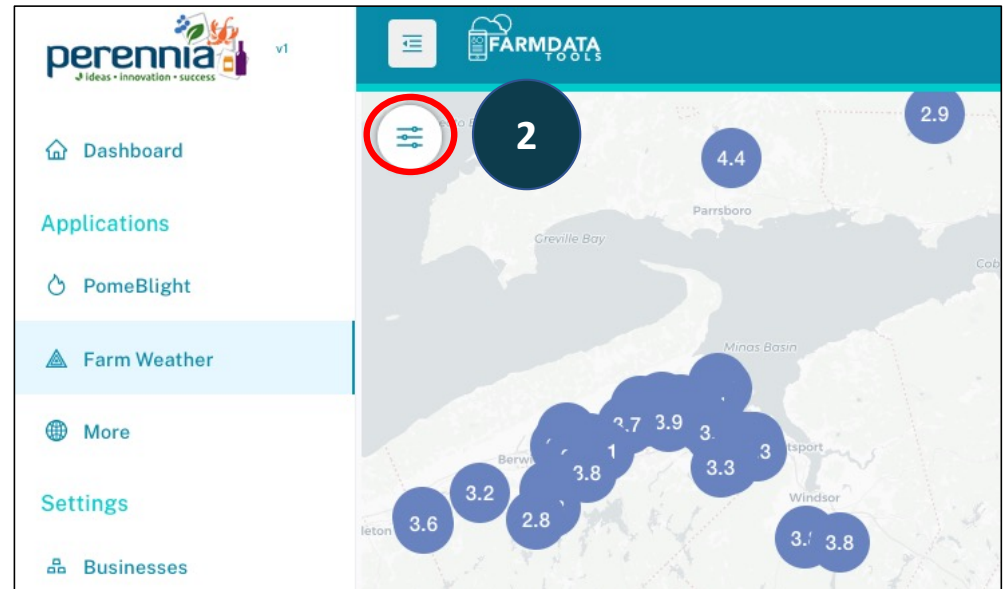 perennia
ideas • innovation • success
v1
Dashboard
Applications
PomeBlight
Farm Weather
More
Settings
Businesses
FARMDATA
TOOLS
2
2.9
4.4
Parrsboro
Greville Bay
Minas Basin
3.7
3.9
3.8
3.3
Windsor
3.2
3.6
2.8
3.8